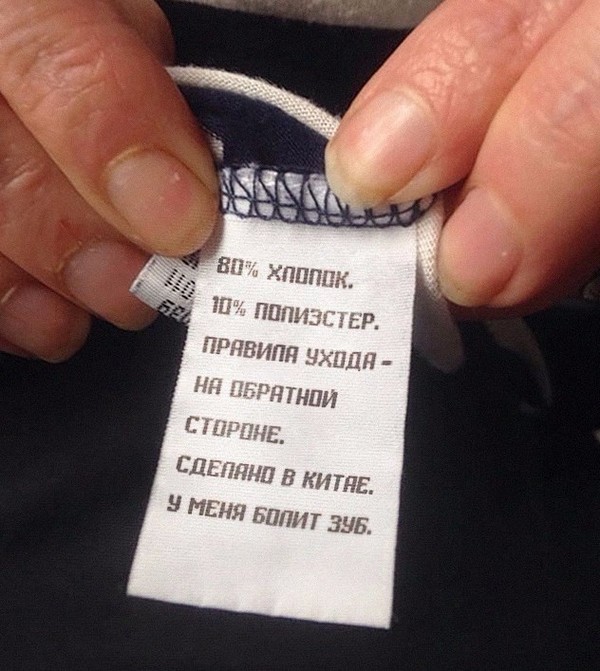 80% ХЛОПОК.
10% ПОЛИЭСТЕР.
ПРАВИЛА УХОДА -
НА ОБРАТНОЙ
СТОРОНЕ.
СДЕЛАНО В КИТАЕ.
У МЕНЯ БОЛИТ ЗУБ.